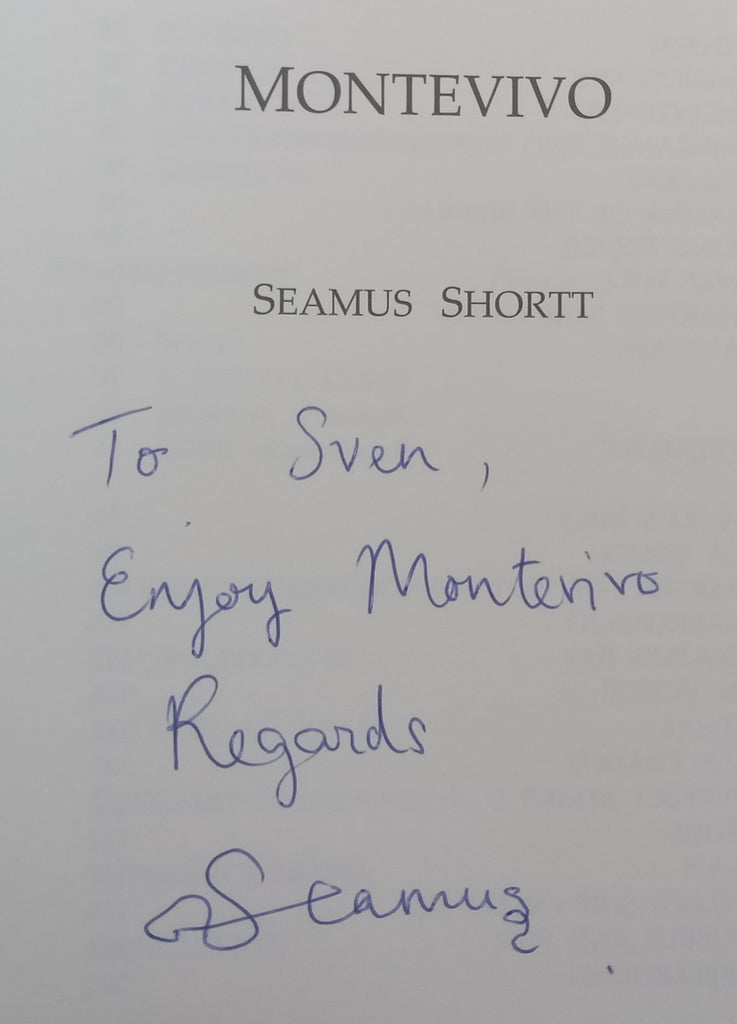 MONTEVIVO
SEAMUS SHORTT
To Sven,
Enjoy Montevivo
Regards
Seamus